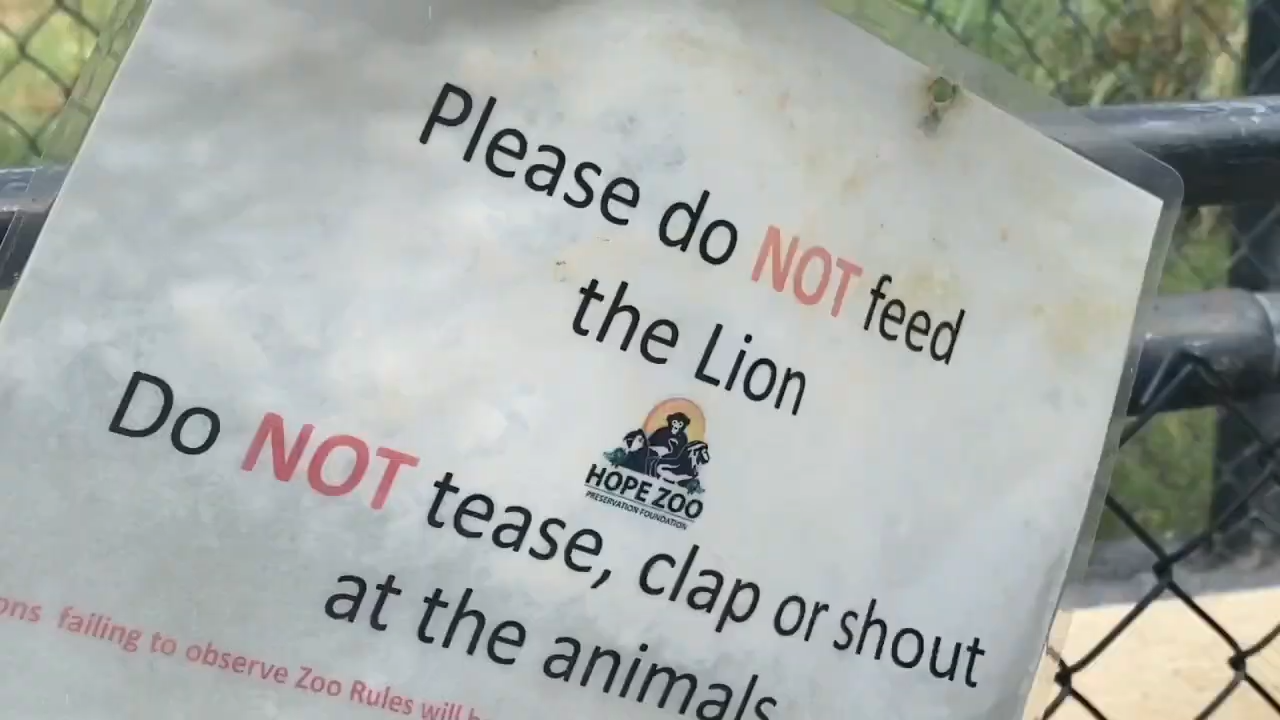 Please do NOT feed
the Lion
HOPE ZOO
PRESERVATION FOUNDATION
Do NOT tease, clap or shout
at the animals
failing to observe Zoo Rules will